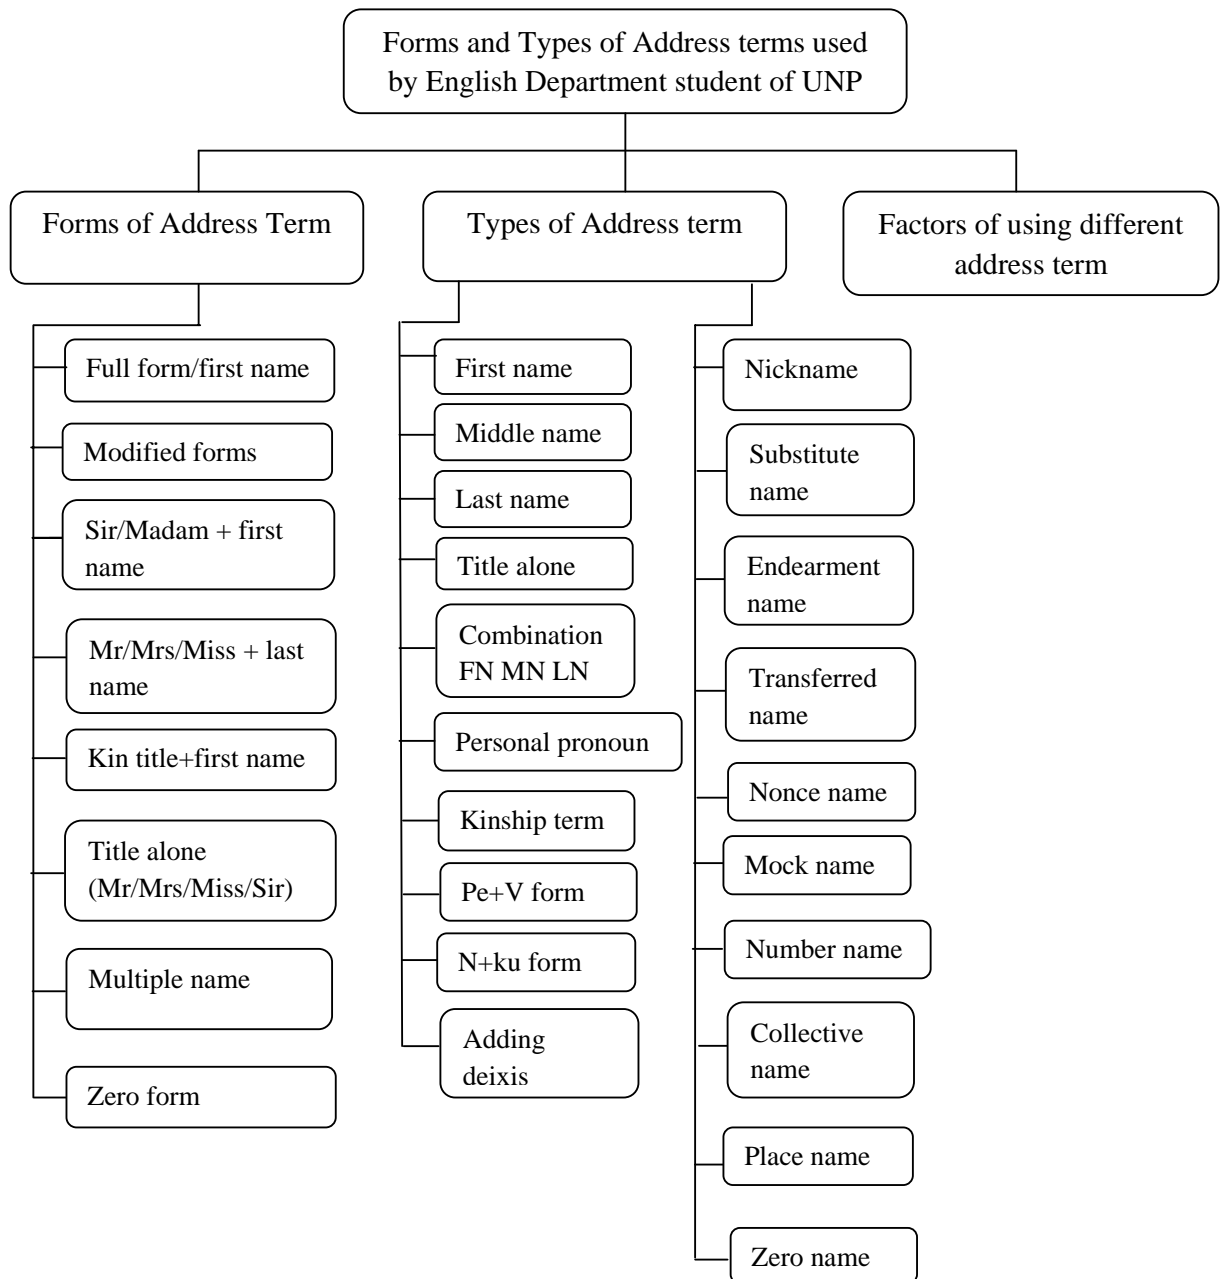 Forms and Types of Address terms used
by English Department student of UNP
Forms of Address Term
Types of Address term
Factors of using different
address term
Full form/first name
Modified forms
Sir/Madam + first
name
Mr/Mrs/Miss + last
name
Kin title+first name
Title alone
(Mr/Mrs/Miss/Sir)
Multiple name
Zero form
First name
Middle name
Last name
Title alone
Combination
FN MN LN
Personal pronoun
Kinship term
Pe+V form
N+ku form
Adding
deixis
Nickname
Substitute
name
Endearment
name
Transferred
name
Nonce name
Mock name
Number name
Collective
name
Place name
Zero name